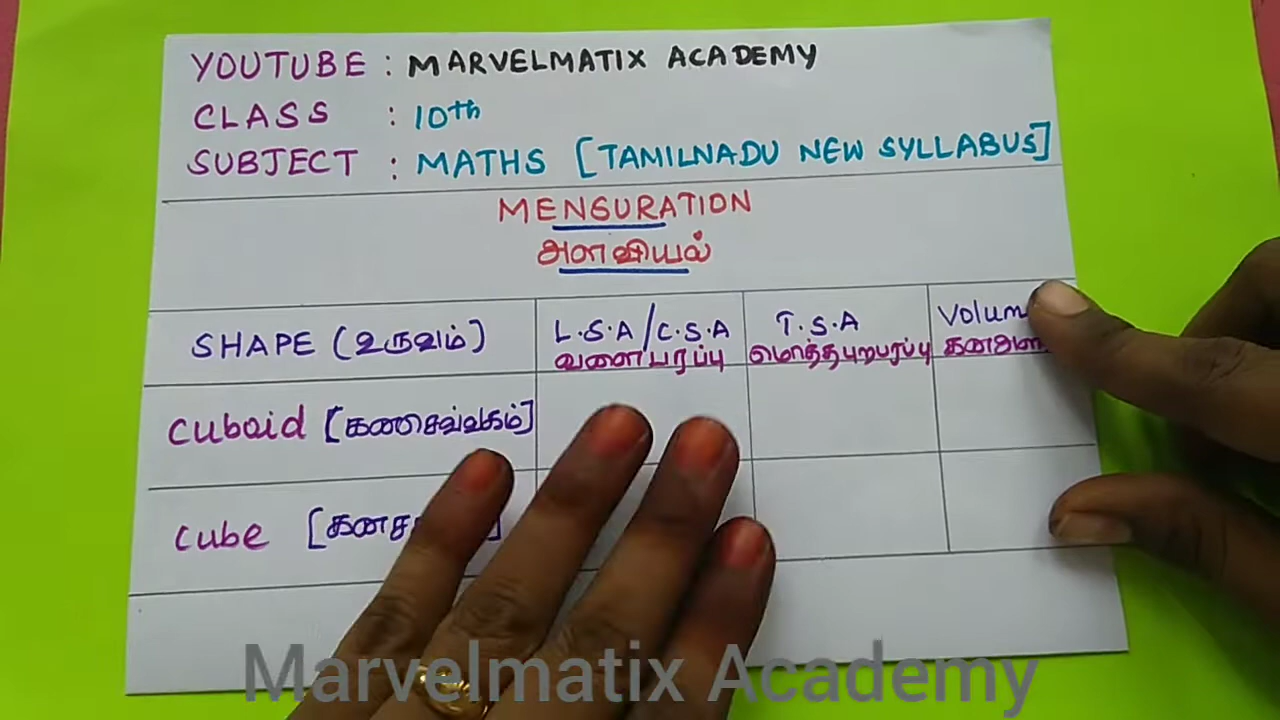 YOUTUBE : MARVELMATIX ACADEMY
CLASS : 10th
SUBJECT : MATHS [TAMILNADU NEW SYLLABUS]
MENSURATION
அளவியல்
SHAPE (உருவம்) L.S.A/C.S.A T.S.A
வளைபரப்பு மொத்தபுறபரப்பு
cuboid [கணசெவ்வகம்]
cube
Marvelmatix Academy